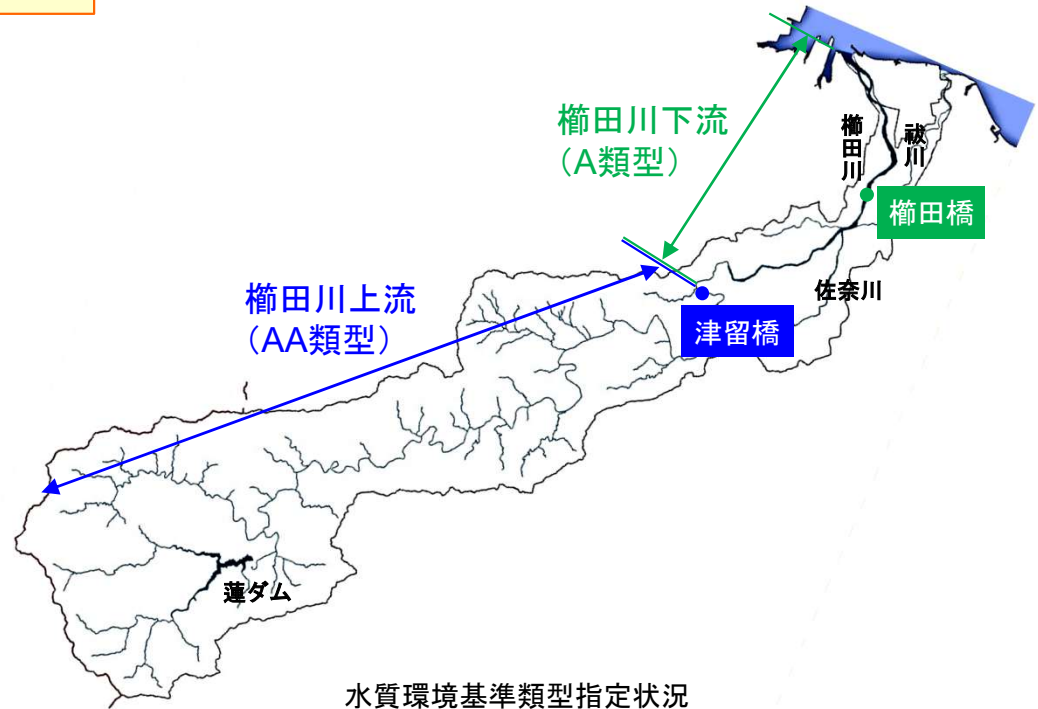 櫛田川下流
（A類型）
櫛田川
祓川
櫛田橋
佐奈川
津留橋
櫛田川上流
（AA類型）
蓮ダム
水質環境基準類型指定状況